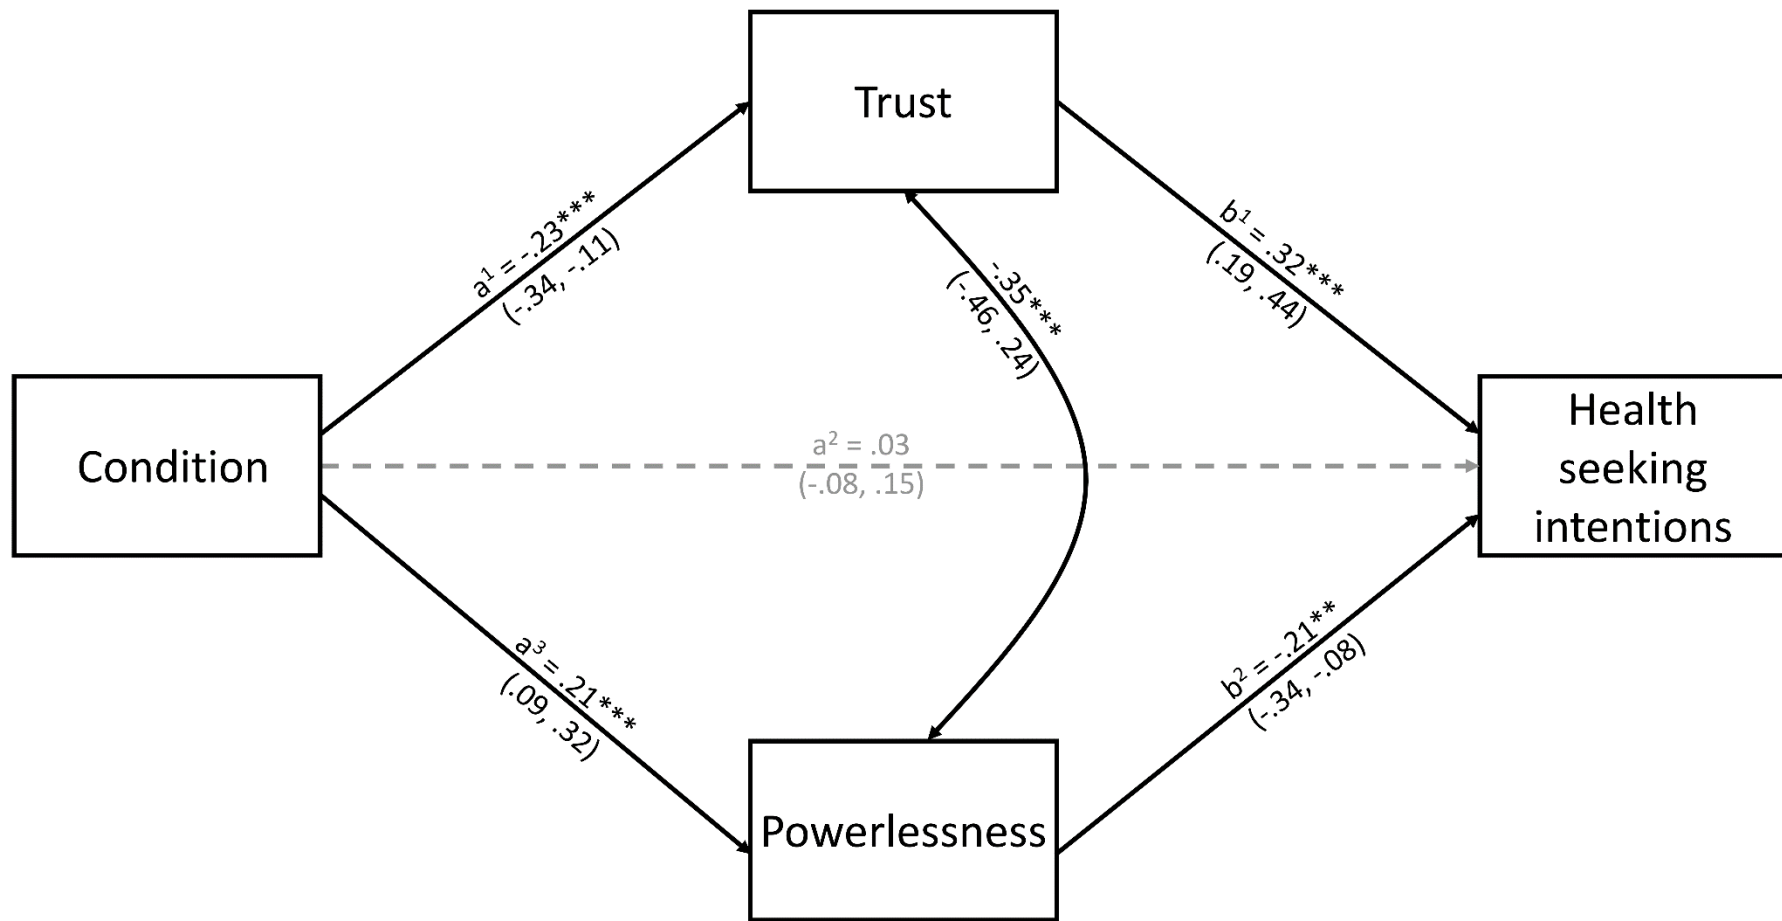 Trust
a¹ = -.23***
(-.34, -.11)
b¹ = .32***
(.19, .44)
-.35***
(-.46, .24)
Condition
a² = .03
(-.08, .15)
Health
seeking
intentions
a³ = .21***
(.09, .32)
b² = -.21**
(-.34, -.08)
Powerlessness